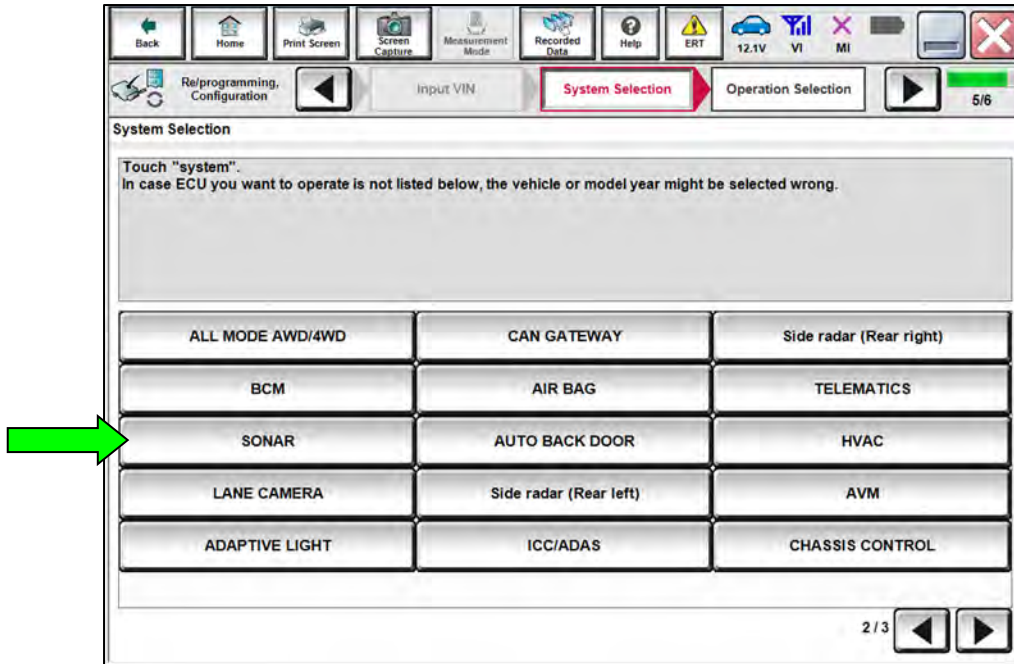 Back
Home
Print Screen
Screen
Capture
Measurement
Mode
Recorded
Data
Help
ERT
12.1V
VI
MI
Re/programming,
Configuration
Input VIN
System Selection
Operation Selection
5/6
System Selection
Touch "system".
In case ECU you want to operate is not listed below, the vehicle or model year might be selected wrong.
ALL MODE AWD/4WD
CAN GATEWAY
Side radar (Rear right)
BCM
AIR BAG
TELEMATICS
SONAR
AUTO BACK DOOR
HVAC
LANE CAMERA
Side radar (Rear left)
AVM
ADAPTIVE LIGHT
ICC/ADAS
CHASSIS CONTROL
2/3